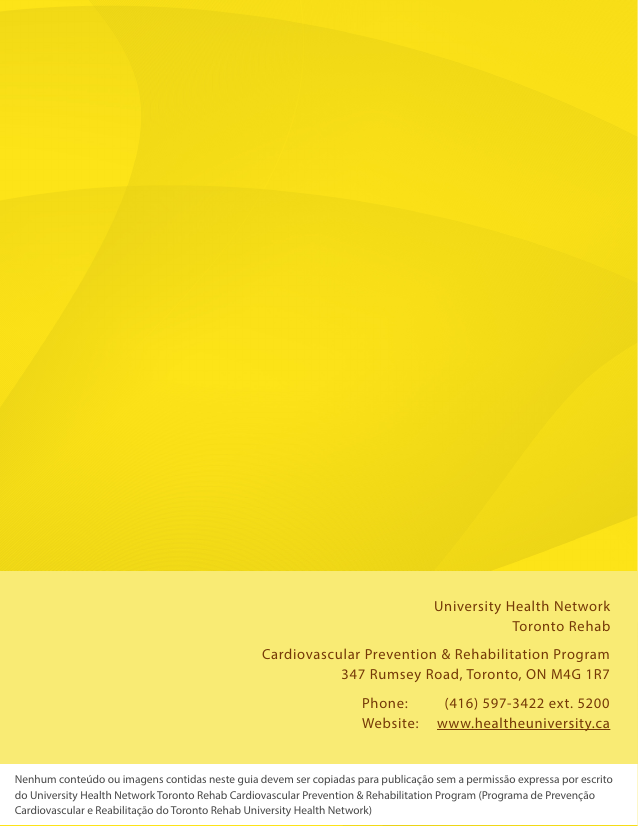 University Health Network
Toronto Rehab
Cardiovascular Prevention & Rehabilitation Program
347 Rumsey Road, Toronto, ON M4G 1R7
Phone: (416) 597-3422 ext. 5200
Website: www.healtheuniversity.ca
Nenhum conteúdo ou imagens contidas neste guia devem ser copiadas para publicação sem a permissão expressa por escrito
do University Health Network Toronto Rehab Cardiovascular Prevention & Rehabilitation Program (Programa de Prevenção
Cardiovascular e Reabilitação do Toronto Rehab University Health Network)